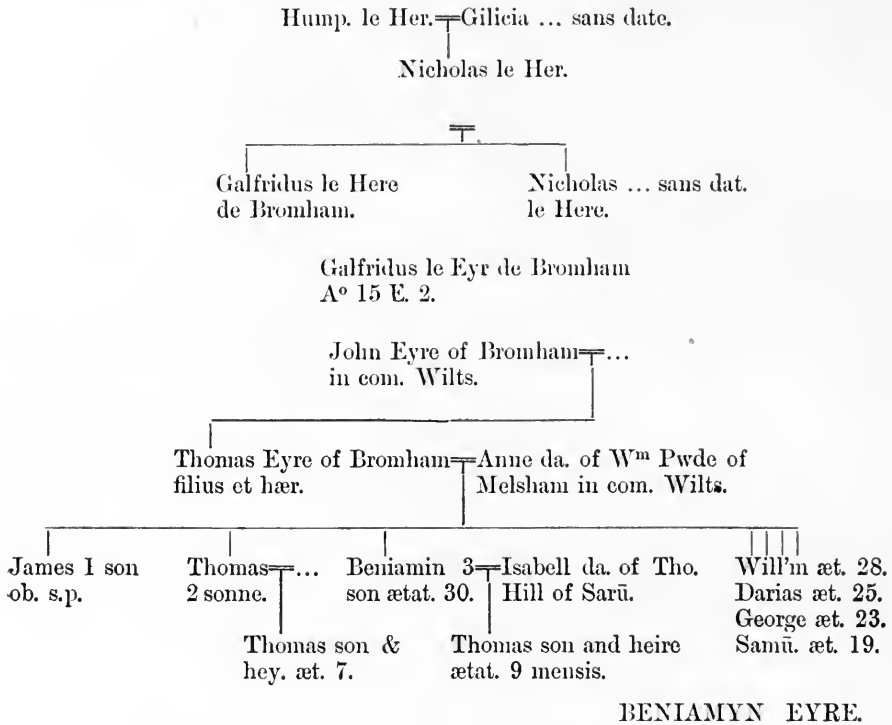 Hump. le Her. Gilicia ... sans date.
Nicholas le Her.
Galfridus le Here
de Bromham.
Nicholas ... sans dat.
le Here.
Galfridus le Eyr de Bromham
Aº 15 E. 2.
John Eyre of Bromham ...
in com. Wilts.
Thomas Eyre of Bromham
filius et hær.
Anne da. of Wᵐ Pwde of
Melsham in com. Wilts.
James I son
ob. s.p.
Thomas ...
2 sonne.
Beniamin 3
son ætat. 30.
Isabell da. of Tho.
Hill of Sarū.
Will'm æt. 28.
Darias æt. 25.
George æt. 23.
Samū. æt. 19.
Thomas son &
hey. æt. 7.
Thomas son and heire
ætat. 9 mensis.
BENIAMYN EYRE.